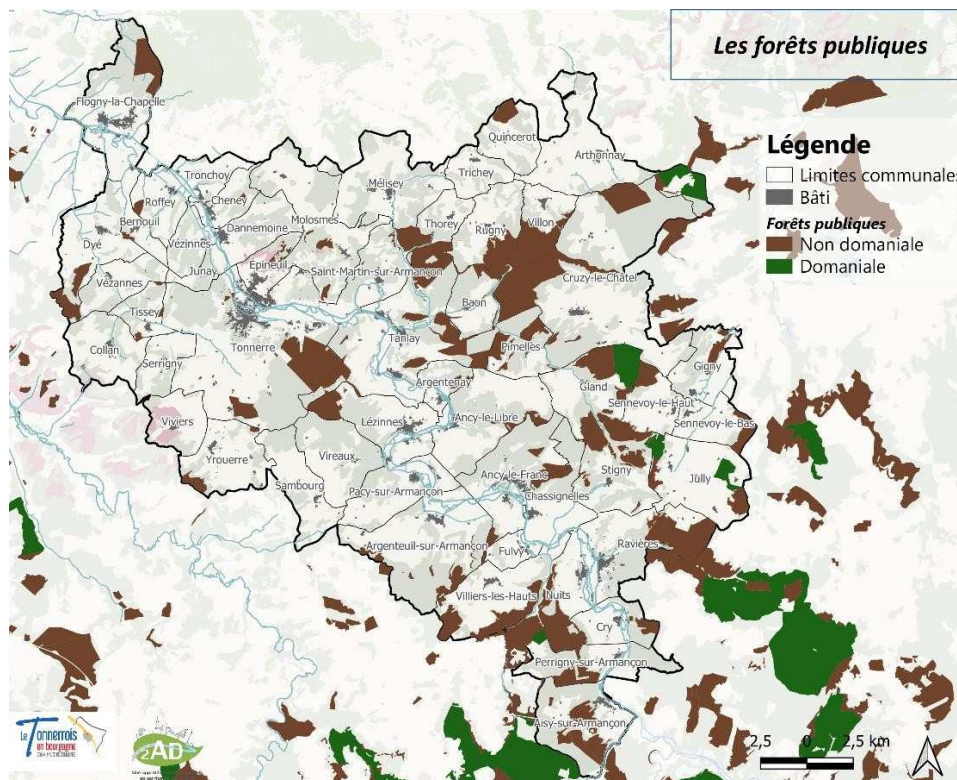 Les forêts publiques
Légende
Limites communales
Bâti
Forêts publiques
Non domaniale
Domaniale
Flogny-la-Chapelle
Quincerot
Arthonnay
Tronchoy
Trichey
Mélisey
Roffey
Cheney
Bernouil
Molosmes
Thorey
Villon
Dannemoine
Rugny
Dyé
Vézinnes
Épineuil
Junay
Saint-Martin-sur-Armançon
Cruzy-le-Châtel
Vézannes
Baon
Tissey
Tanlay
Tonnerre
Pimelles
Collan
Serrigny
Gigny
Argentenay
Gland
Sennevoy-le-Haut
Ancy-le-Libre
Viviers
Lézinnes
Sennevoy-le-Bas
Yrouerre
Vireaux
Stigny
Ancy-le-Franc
Jully
Sambourg
Pacy-sur-Armançon
Chassignelles
Argenteuil-sur-Armançon
Ravières
Fulvy
Villiers-les-Hauts
Nuits
Cry
Perrigny-sur-Armançon
Aisy-sur-Armançon
Le Tonnerrois
en bourgogne
2AD
2,5 0 2,5 km